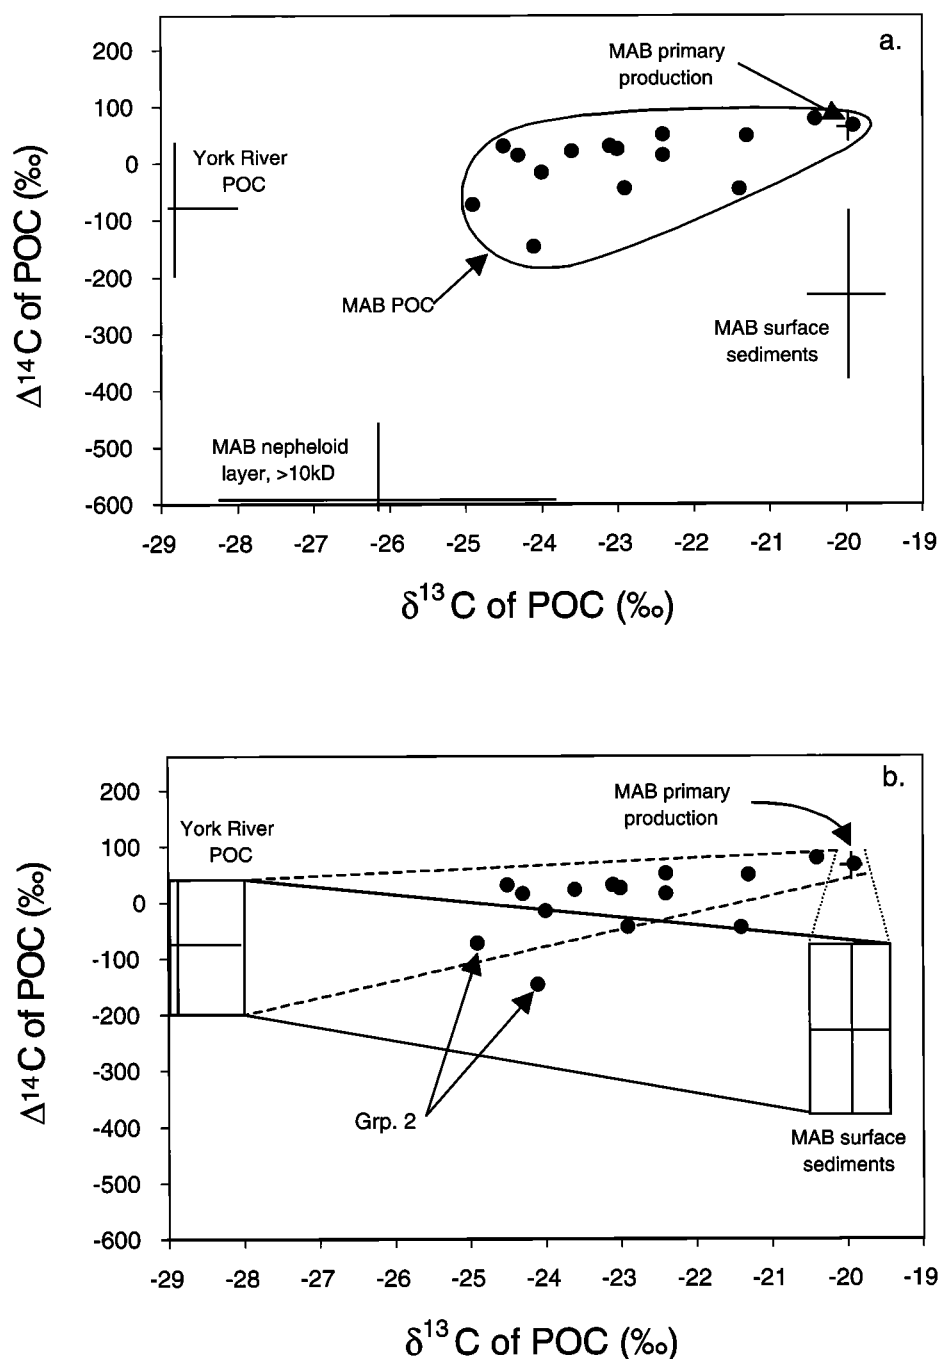 a.
MAB primary
production
200
100
0
-100
-200
-300
-400
-500
-600
Δ¹⁴C of POC (‰)
York River
POC
MAB POC
MAB surface
sediments
MAB nepheloid
layer, >10kD
-29 -28 -27 -26 -25 -24 -23 -22 -21 -20 -19
δ¹³C of POC (‰)
b.
MAB primary
production
200
100
0
-100
-200
-300
-400
-500
-600
Δ¹⁴C of POC (‰)
York River
POC
Grp. 2
MAB surface
sediments
-29 -28 -27 -26 -25 -24 -23 -22 -21 -20 -19
δ¹³C of POC (‰)